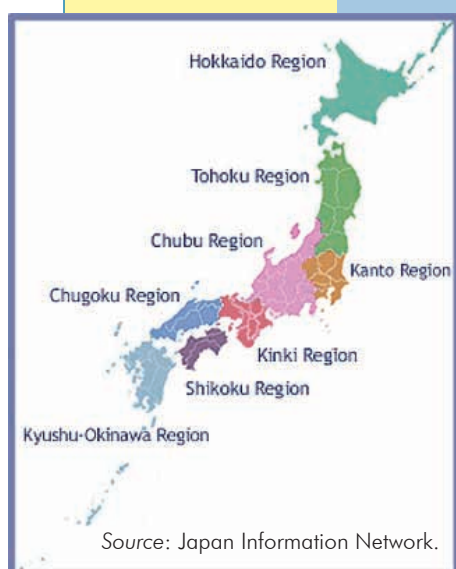 Hokkaido Region
Tohoku Region
Chubu Region
Kanto Region
Chugoku Region
Kinki Region
Shikoku Region
Kyushu-Okinawa Region
Source: Japan Information Network.